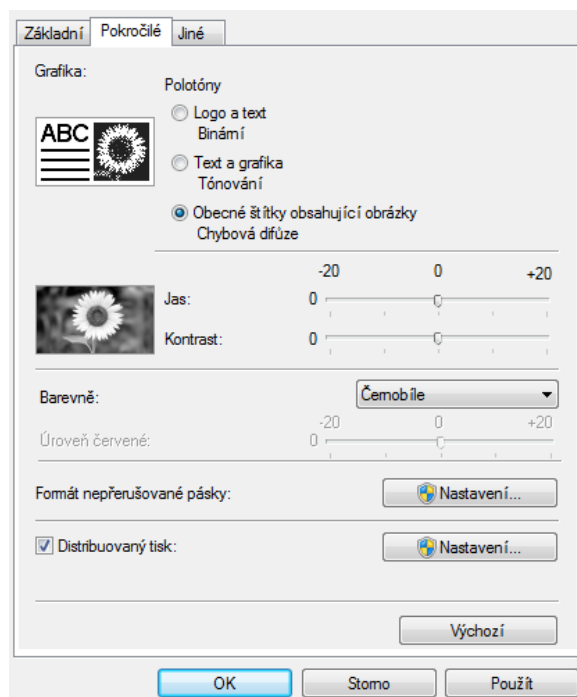 Základní Pokročilé Jiné
Grafika:
Polotóny
ABC
Logo a text
Binární
Text a grafika
Tónování
Obecné štítky obsahující obrázky
Chybová difúze
-20 0 +20
Jas: 0
Kontrast: 0
Barevně: Černobíle
-20 0 +20
Úroveň červené: 0
Formát nepřerušované pásky: Nastavení...
Distribuovaný tisk: Nastavení...
Výchozí
OK Storno Použít